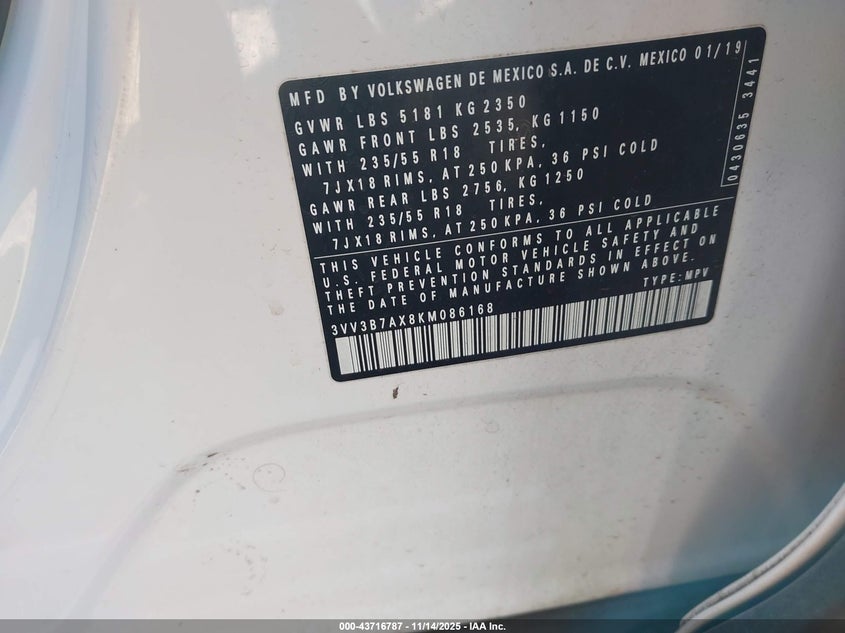 MFD BY VOLKSWAGEN DE MEXICO S.A. DE C.V. MEXICO 01/19
GVWR LBS 5181 KG 2350
GAWR FRONT LBS 2535, KG 1150
WITH 235/55 R18 TIRES,
7JX18 RIMS, AT 250 KPA, 36 PSI COLD
GAWR REAR LBS 2756, KG 1250
WITH 235/55 R18 TIRES,
7JX18 RIMS, AT 250 KPA, 36 PSI COLD
0430635 3441
THIS VEHICLE CONFORMS TO ALL APPLICABLE
U.S. FEDERAL MOTOR VEHICLE SAFETY AND
THEFT PREVENTION STANDARDS IN EFFECT ON
THE DATE OF MANUFACTURE SHOWN ABOVE.
TYPE: MPV
3VV3B7AX8KM086168
000-43716787 - 11/14/2025 - IAA Inc.